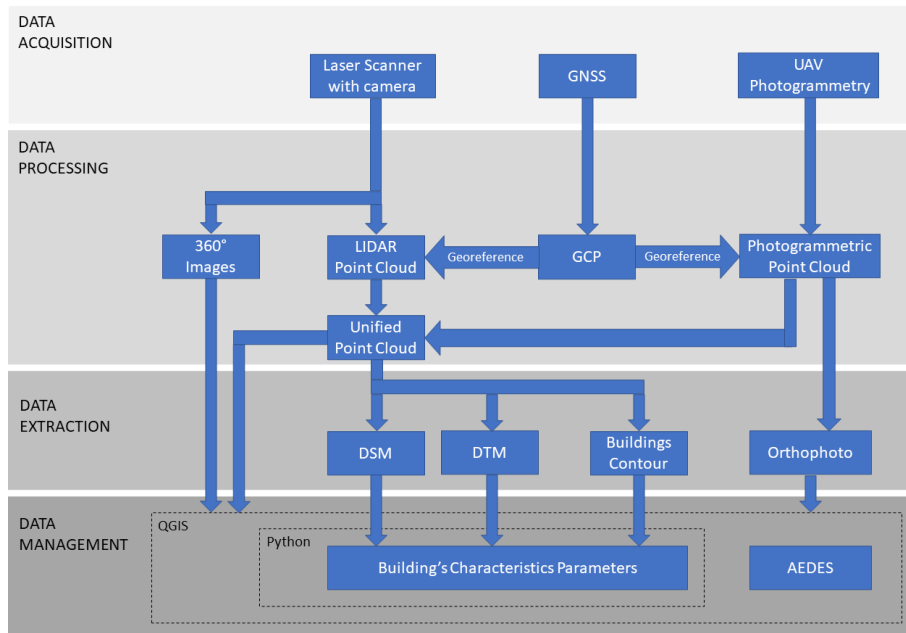 DATA
ACQUISITION
Laser Scanner
with camera
GNSS
UAV
Photogrammetry
DATA
PROCESSING
360°
Images
LIDAR
Point Cloud
Georeference
GCP
Georeference
Photogrammetric
Point Cloud
Unified
Point Cloud
DATA
EXTRACTION
DSM
DTM
Buildings
Contour
Orthophoto
DATA
MANAGEMENT
QGIS
Python
Building's Characteristics Parameters
AEDES